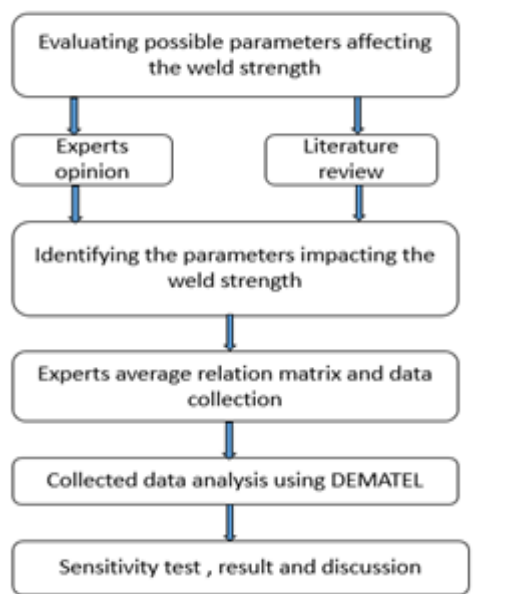 Evaluating possible parameters affecting
the weld strength
Experts
opinion
Literature
review
Identifying the parameters impacting the
weld strength
Experts average relation matrix and data
collection
Collected data analysis using DEMATEL
Sensitivity test , result and discussion